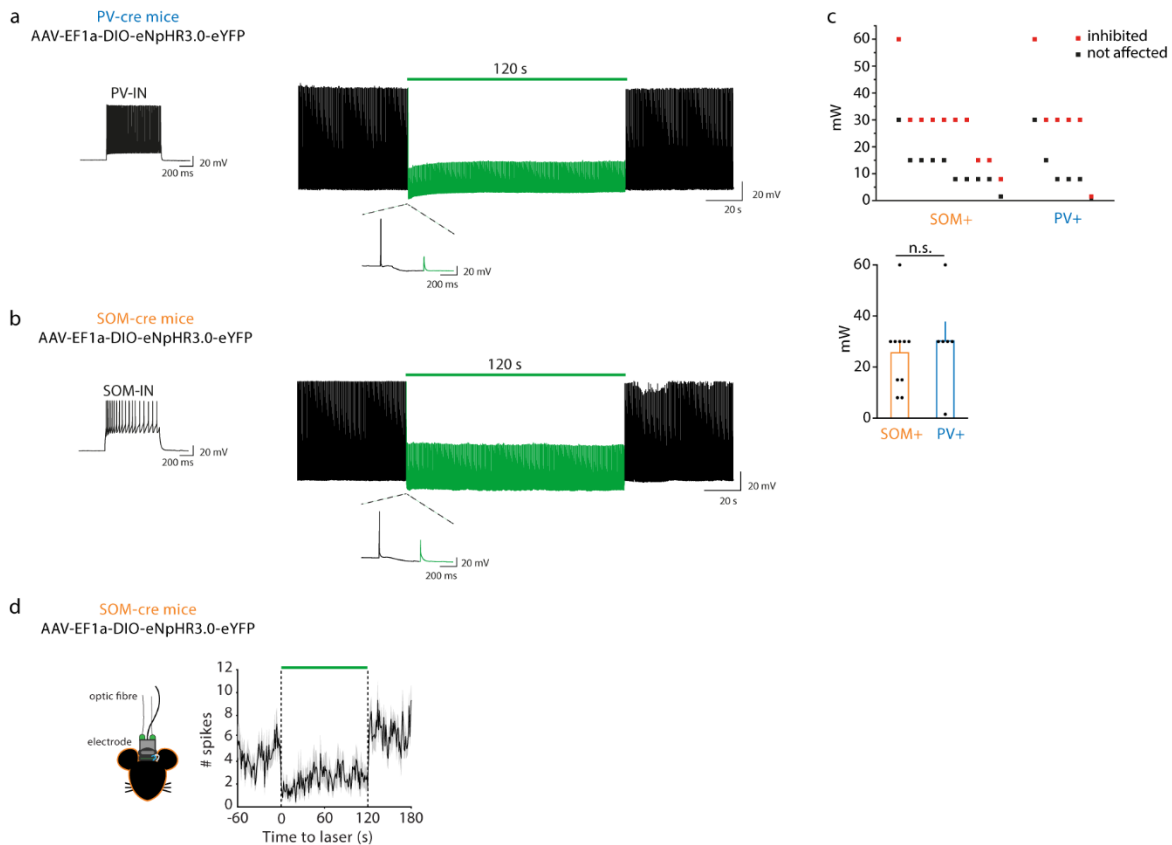 a
PV-cre mice
AAV-EF1a-DIO-eNpHR3.0-eYFP
PV-IN
20 mV
200 ms
120 s
20 mV
20 s
20 mV
200 ms
b
SOM-cre mice
AAV-EF1a-DIO-eNpHR3.0-eYFP
SOM-IN
20 mV
200 ms
120 s
20 mV
20 s
20 mV
200 ms
c
60
50
40
30
20
10
0
mW
inhibited
not affected
SOM+ PV+
n.s.
60
40
20
0
mW
SOM+ PV+
d
SOM-cre mice
AAV-EF1a-DIO-eNpHR3.0-eYFP
optic fibre
electrode
12
10
8
6
4
2
0
# spikes
-60 0 60 120 180
Time to laser (s)